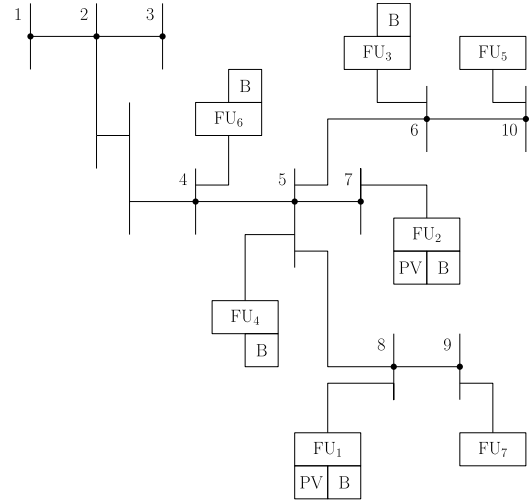 1 2 3
B
FU₃ FU₅
B
FU₆
6 10
4 5 7
FU₂
PV B
FU₄
B
8 9
FU₁ FU₇
PV B